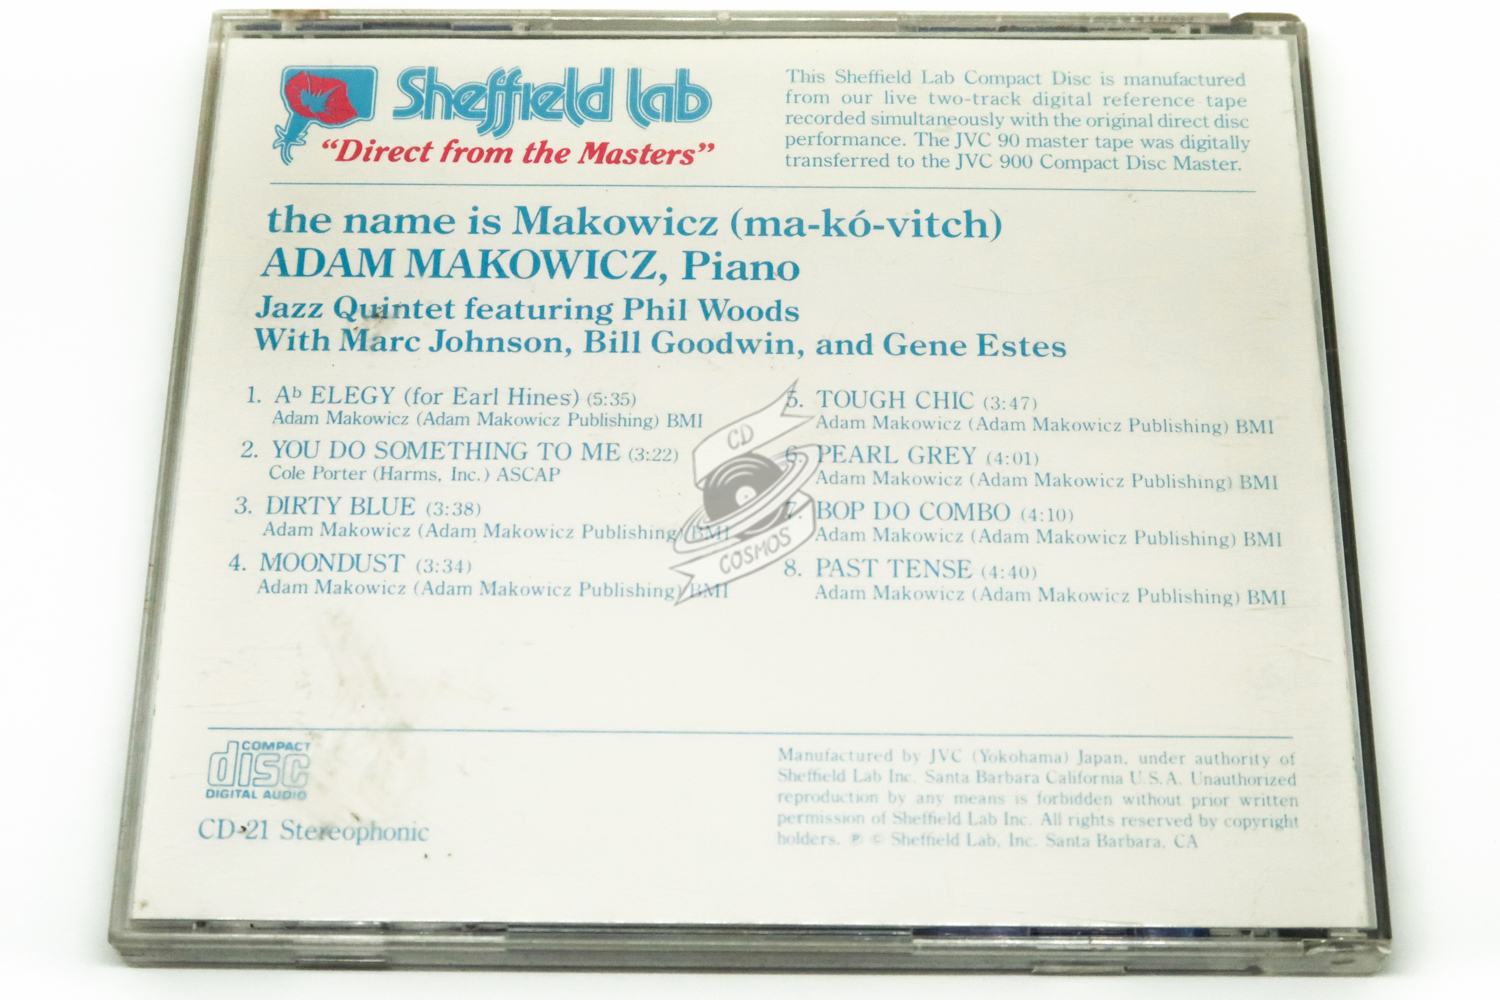 Sheffield lab
"Direct from the Masters"
This Sheffield Lab Compact Disc is manufactured
from our live two-track digital reference tape
recorded simultaneously with the original direct disc
performance. The JVC 90 master tape was digitally
transferred to the JVC 900 Compact Disc Master.
the name is Makowicz (ma-kó-vitch)
ADAM MAKOWICZ, Piano
Jazz Quintet featuring Phil Woods
With Marc Johnson, Bill Goodwin, and Gene Estes
1. A♭ ELEGY (for Earl Hines) (5:35)
Adam Makowicz (Adam Makowicz Publishing) BMI
2. YOU DO SOMETHING TO ME (3:22)
Cole Porter (Harms, Inc.) ASCAP
3. DIRTY BLUE (3:38)
Adam Makowicz (Adam Makowicz Publishing) BMI
4. MOONDUST (3:34)
Adam Makowicz (Adam Makowicz Publishing) BMI
5. TOUGH CHIC (3:47)
Adam Makowicz (Adam Makowicz Publishing) BMI
6. PEARL GREY (4:01)
Adam Makowicz (Adam Makowicz Publishing) BMI
7. BOP DO COMBO (4:10)
Adam Makowicz (Adam Makowicz Publishing) BMI
8. PAST TENSE (4:40)
Adam Makowicz (Adam Makowicz Publishing) BMI
CD
COSMOS
COMPACT
disc
DIGITAL AUDIO
CD-21 Stereophonic
Manufactured by JVC (Yokohama) Japan, under authority of
Sheffield Lab Inc. Santa Barbara California U.S.A. Unauthorized
reproduction by any means is forbidden without prior written
permission of Sheffield Lab Inc. All rights reserved by copyright
holders. ℗ © Sheffield Lab, Inc. Santa Barbara, CA